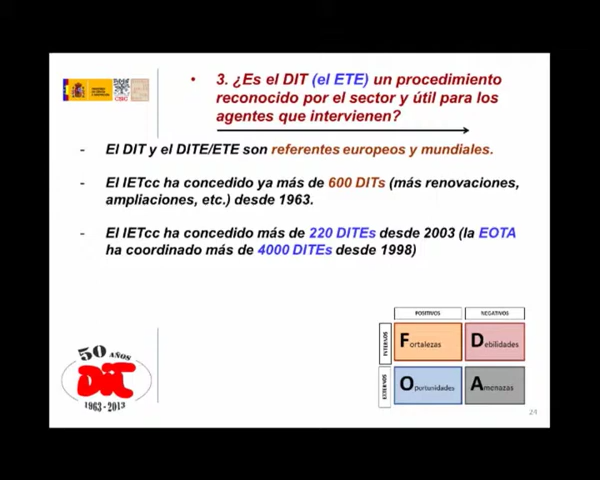 • 3. ¿Es el DIT (el ETE) un procedimiento
reconocido por el sector y útil para los
agentes que intervienen?
CSIC
- El DIT y el DITE/ETE son referentes europeos y mundiales.
- El IETcc ha concedido ya más de 600 DITs (más renovaciones,
ampliaciones, etc.) desde 1963.
- El IETcc ha concedido más de 220 DITEs desde 2003 (la EOTA
ha coordinado más de 4000 DITEs desde 1998)
POSITIVOS NEGATIVOS
INTERNOS
Fortalezas Debilidades
EXTERNOS
Oportunidades Amenazas
50 AÑOS
DIT
1963-2013
24